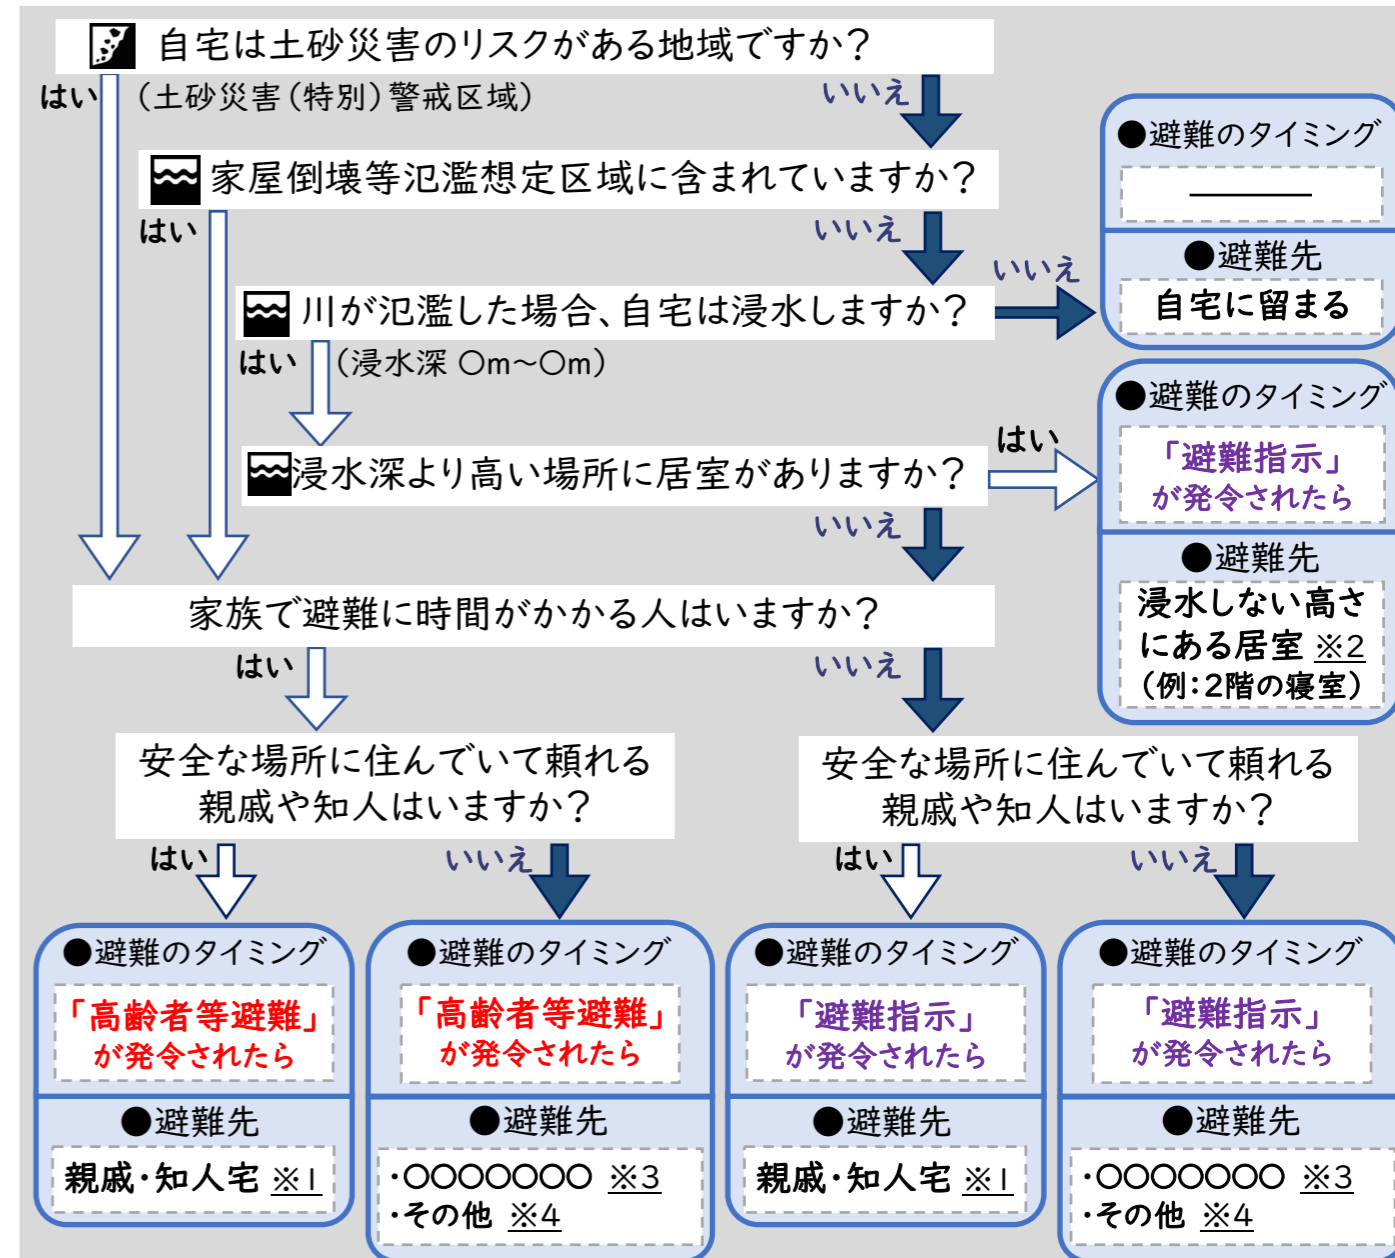 自宅は土砂災害のリスクがある地域ですか？
はい
（土砂災害（特別）警戒区域）
いいえ
家屋倒壊等氾濫想定区域に含まれていますか？
はい
いいえ
川が氾濫した場合、自宅は浸水しますか？
いいえ
●避難のタイミング
————
●避難先
自宅に留まる
はい
（浸水深 〇m～〇m）
浸水深より高い場所に居室がありますか？
はい
●避難のタイミング
「避難指示」
が発令されたら
●避難先
浸水しない高さ
にある居室 ※2
（例：2階の寝室）
いいえ
家族で避難に時間がかかる人はいますか？
はい
いいえ
安全な場所に住んでいて頼れる
親戚や知人はいますか？
はい
いいえ
安全な場所に住んでいて頼れる
親戚や知人はいますか？
はい
いいえ
●避難のタイミング
「高齢者等避難」
が発令されたら
●避難先
親戚・知人宅 ※1
●避難のタイミング
「高齢者等避難」
が発令されたら
●避難先
・〇〇〇〇〇〇〇 ※3
・その他 ※4
●避難のタイミング
「避難指示」
が発令されたら
●避難先
親戚・知人宅 ※1
●避難のタイミング
「避難指示」
が発令されたら
●避難先
・〇〇〇〇〇〇〇 ※3
・その他 ※4